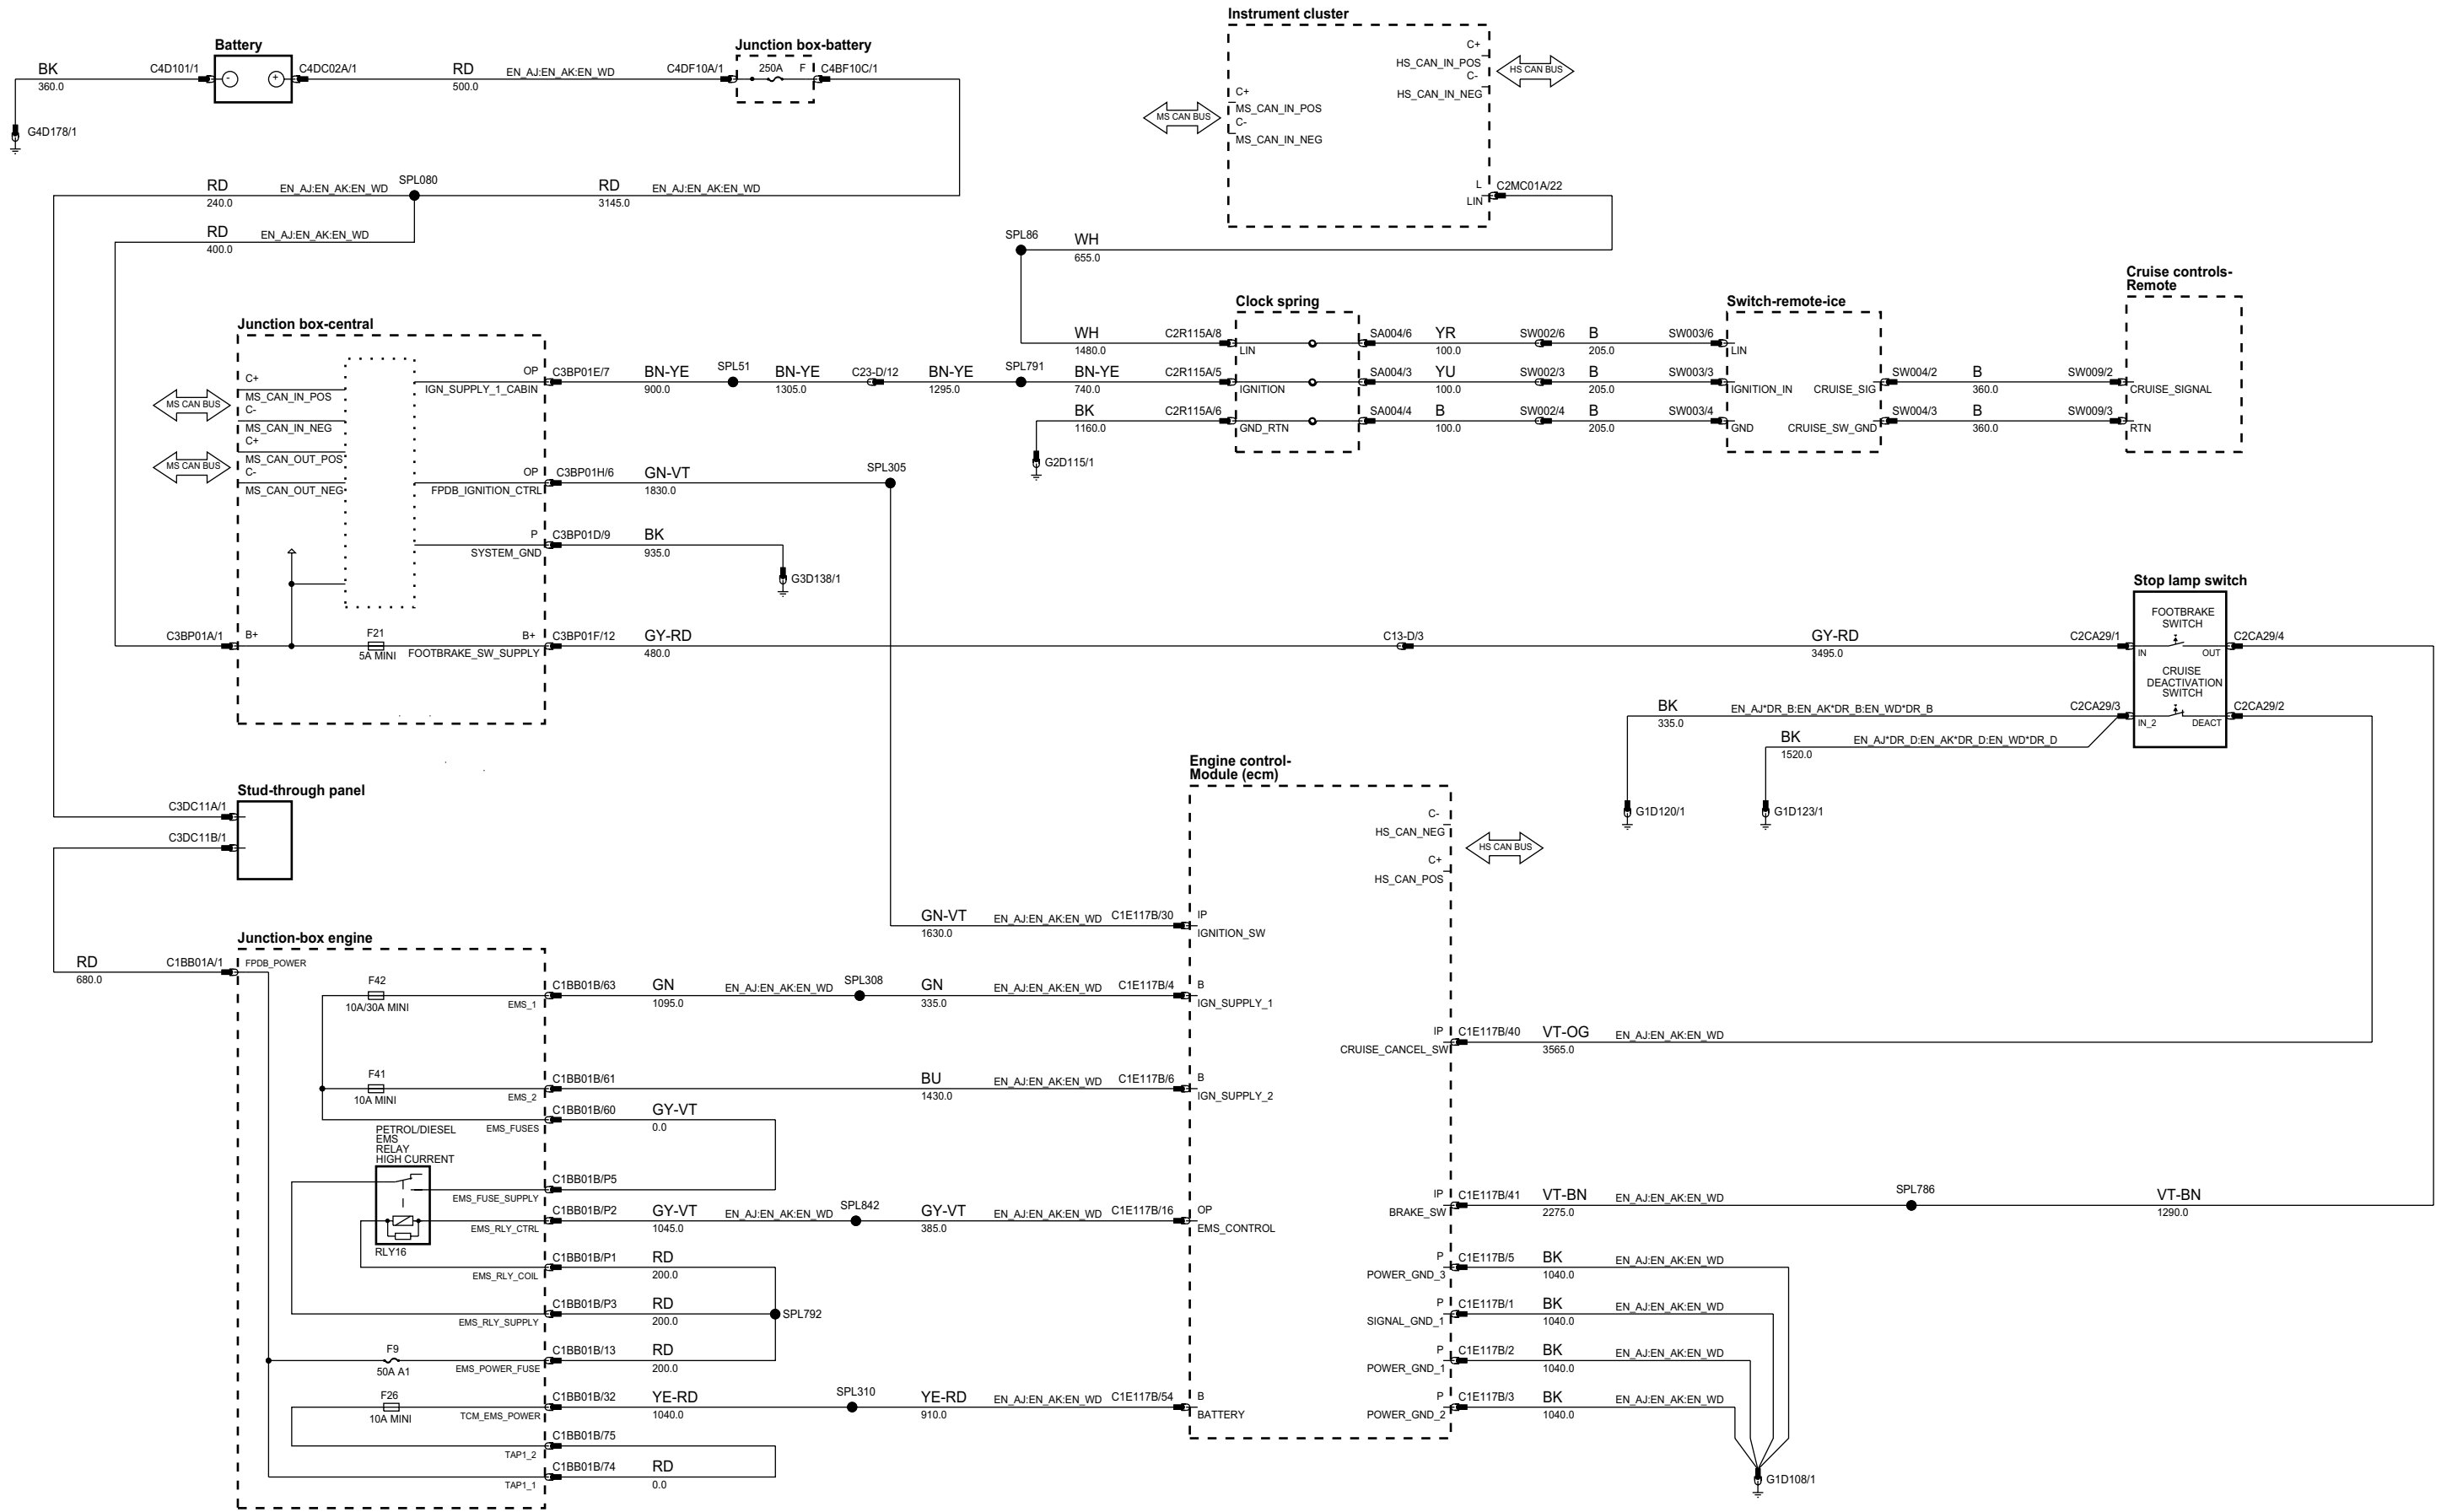 Instrument cluster
C+
HS_CAN_IN_POS
C-
HS_CAN_IN_NEG
HS CAN BUS
C+
MS_CAN_IN_POS
C-
MS_CAN_IN_NEG
MS CAN BUS
L
LIN
C2MC01A/22
Battery
BK
360.0
C4D101/1
-
+
C4DC02A/1
RD
500.0
EN_AJ:EN_AK:EN_WD
C4DF10A/1
Junction box-battery
250A
F
C4BF10C/1
G4D178/1
RD
240.0
EN_AJ:EN_AK:EN_WD
SPL080
RD
3145.0
EN_AJ:EN_AK:EN_WD
RD
400.0
EN_AJ:EN_AK:EN_WD
SPL86
WH
655.0
Clock spring
Switch-remote-ice
Cruise controls-
Remote
WH
1480.0
C2R115A/8
LIN
SA004/6
YR
100.0
SW002/6
B
205.0
SW003/6
LIN
BN-YE
740.0
C2R115A/5
IGNITION
SA004/3
YU
100.0
SW002/3
B
205.0
SW003/3
IGNITION_IN
CRUISE_SIG
SW004/2
B
360.0
SW009/2
CRUISE_SIGNAL
BK
1160.0
C2R115A/6
GND_RTN
SA004/4
B
100.0
SW002/4
B
205.0
SW003/4
GND
CRUISE_SW_GND
SW004/3
B
360.0
SW009/3
RTN
G2D115/1
Junction box-central
C+
MS_CAN_IN_POS
C-
MS_CAN_IN_NEG
C+
MS_CAN_OUT_POS
C-
MS_CAN_OUT_NEG
MS CAN BUS
MS CAN BUS
OP
IGN_SUPPLY_1_CABIN
C3BP01E/7
BN-YE
900.0
SPL51
BN-YE
1305.0
C23-D/12
BN-YE
1295.0
SPL791
OP
FPDB_IGNITION_CTRL
C3BP01H/6
GN-VT
1830.0
SPL305
P
SYSTEM_GND
C3BP01D/9
BK
935.0
G3D138/1
C3BP01A/1
B+
F21
5A MINI
B+
FOOTBRAKE_SW_SUPPLY
C3BP01F/12
GY-RD
480.0
C13-D/3
GY-RD
3495.0
C2CA29/1
Stop lamp switch
FOOTBRAKE
SWITCH
IN
OUT
C2CA29/4
CRUISE
DEACTIVATION
SWITCH
IN_2
DEACT
C2CA29/3
C2CA29/2
BK
335.0
EN_AJ*DR_B:EN_AK*DR_B:EN_WD*DR_B
BK
1520.0
EN_AJ*DR_D:EN_AK*DR_D:EN_WD*DR_D
G1D120/1
G1D123/1
Stud-through panel
C3DC11A/1
C3DC11B/1
Engine control-
Module (ecm)
C-
HS_CAN_NEG
C+
HS_CAN_POS
HS CAN BUS
GN-VT
1630.0
EN_AJ:EN_AK:EN_WD
C1E117B/30
IP
IGNITION_SW
Junction-box engine
RD
680.0
C1BB01A/1
FPDB_POWER
F42
10A/30A MINI
EMS_1
C1BB01B/63
GN
1095.0
EN_AJ:EN_AK:EN_WD
SPL308
GN
335.0
EN_AJ:EN_AK:EN_WD
C1E117B/4
B
IGN_SUPPLY_1
IP
CRUISE_CANCEL_SW
C1E117B/40
VT-OG
3565.0
EN_AJ:EN_AK:EN_WD
F41
10A MINI
EMS_2
C1BB01B/61
BU
1430.0
EN_AJ:EN_AK:EN_WD
C1E117B/6
B
IGN_SUPPLY_2
EMS_FUSES
C1BB01B/60
GY-VT
0.0
PETROL/DIESEL
EMS
RELAY
HIGH CURRENT
RLY16
EMS_FUSE_SUPPLY
C1BB01B/P5
EMS_RLY_CTRL
C1BB01B/P2
GY-VT
1045.0
EN_AJ:EN_AK:EN_WD
SPL842
GY-VT
385.0
EN_AJ:EN_AK:EN_WD
C1E117B/16
OP
EMS_CONTROL
IP
BRAKE_SW
C1E117B/41
VT-BN
2275.0
EN_AJ:EN_AK:EN_WD
SPL786
VT-BN
1290.0
EMS_RLY_COIL
C1BB01B/P1
RD
200.0
P
POWER_GND_3
C1E117B/5
BK
1040.0
EN_AJ:EN_AK:EN_WD
EMS_RLY_SUPPLY
C1BB01B/P3
RD
200.0
SPL792
P
SIGNAL_GND_1
C1E117B/1
BK
1040.0
EN_AJ:EN_AK:EN_WD
F9
50A A1
EMS_POWER_FUSE
C1BB01B/13
RD
200.0
P
POWER_GND_1
C1E117B/2
BK
1040.0
EN_AJ:EN_AK:EN_WD
F26
10A MINI
TCM_EMS_POWER
C1BB01B/32
YE-RD
1040.0
SPL310
YE-RD
910.0
EN_AJ:EN_AK:EN_WD
C1E117B/54
B
BATTERY
P
POWER_GND_2
C1E117B/3
BK
1040.0
EN_AJ:EN_AK:EN_WD
TAP1_2
C1BB01B/75
TAP1_1
C1BB01B/74
RD
0.0
G1D108/1